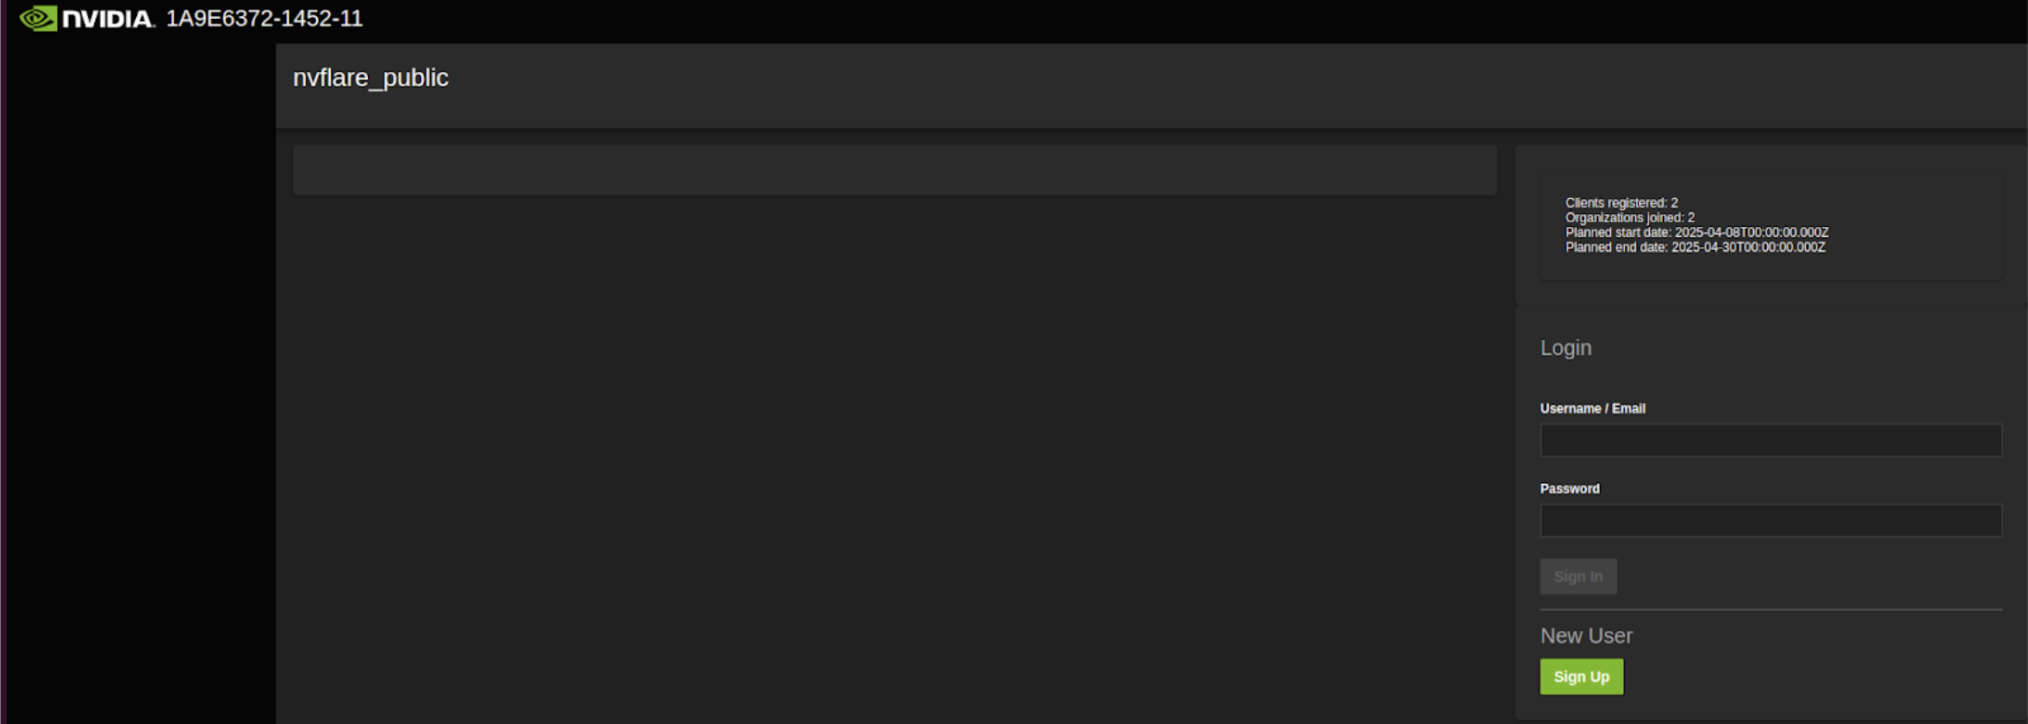 NVIDIA. 1A9E6372-1452-11
nvflare_public
Clients registered: 2
Organizations joined: 2
Planned start date: 2025-04-08T00:00:00.000Z
Planned end date: 2025-04-30T00:00:00.000Z
Login
Username / Email
Password
Sign In
New User
Sign Up